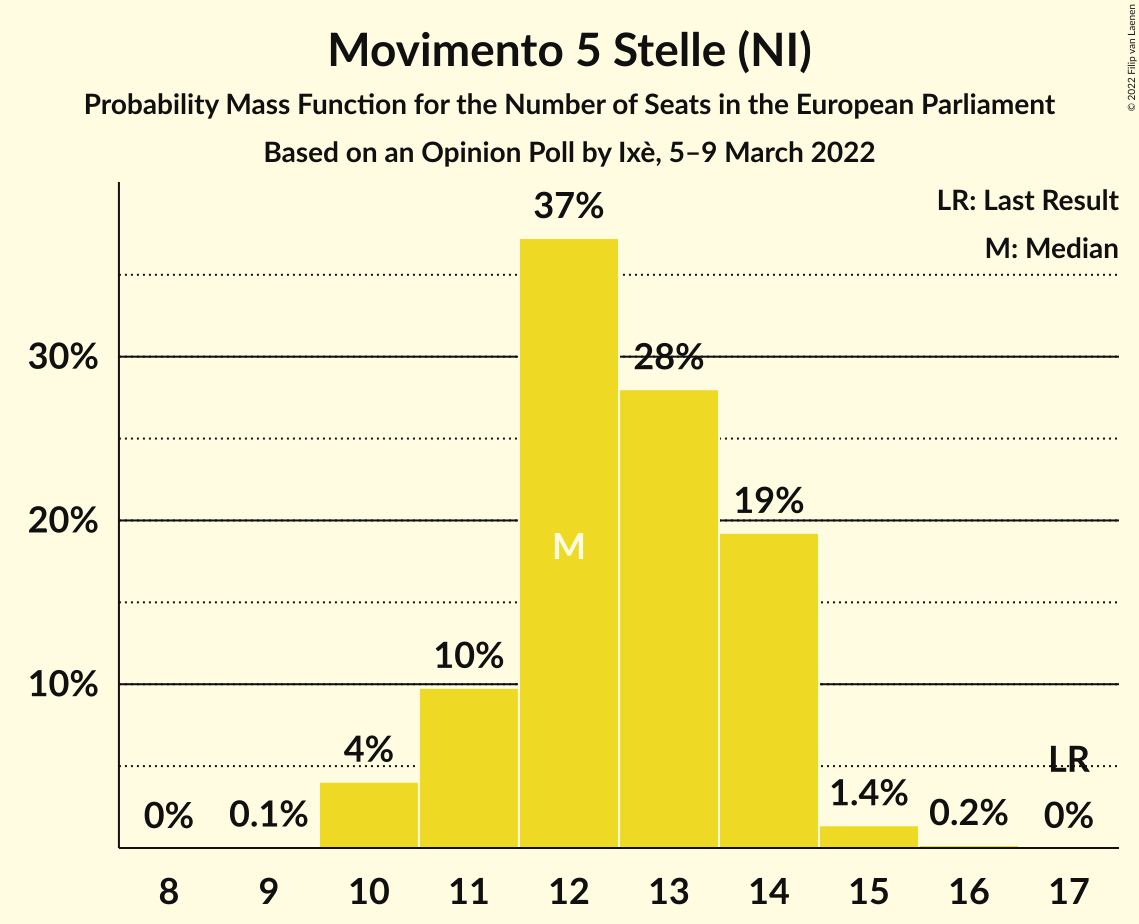 Movimento 5 Stelle (NI)
Probability Mass Function for the Number of Seats in the European Parliament
Based on an Opinion Poll by Ixè, 5–9 March 2022
© 2022 Filip van Laenen
LR: Last Result
M: Median
37%
30%
28%
20%
19%
M
10%
10%
4%
LR
0%
0.1%
1.4%
0.2%
0%
8 9 10 11 12 13 14 15 16 17